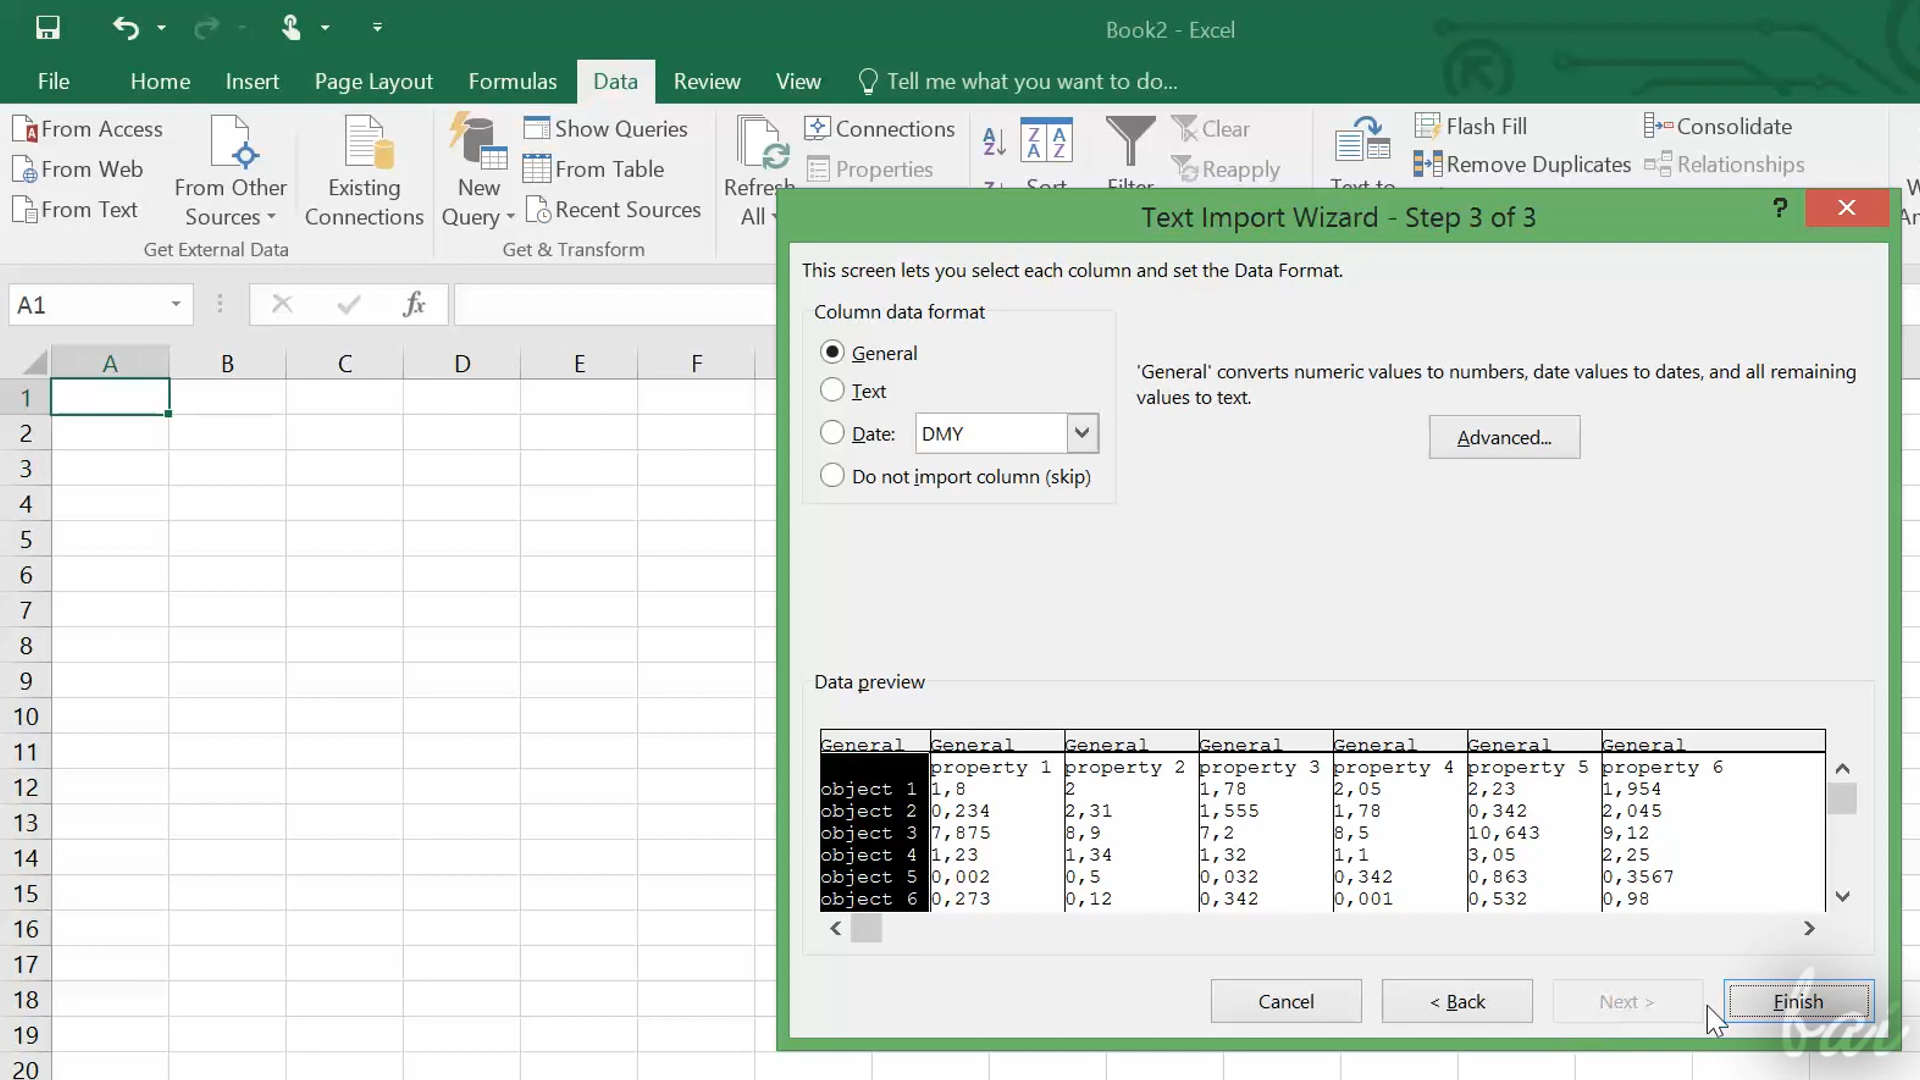 Book2 - Excel
File Home Insert Page Layout Formulas Data Review View Tell me what you want to do...
From Access
From Web
From Text
From Other Sources
Existing Connections
Get External Data
New Query
Show Queries
From Table
Recent Sources
Get & Transform
Refresh All
Connections
Properties
A Z
Z A
Z A A Z
Sort
Filter
Clear
Reapply
Text to
Flash Fill
Remove Duplicates
Consolidate
Relationships
A1
fx
A B C D E F
1
2
3
4
5
6
7
8
9
10
11
12
13
14
15
16
17
18
19
20
Text Import Wizard - Step 3 of 3
?
This screen lets you select each column and set the Data Format.
Column data format
General
Text
Date: DMY
Do not import column (skip)
'General' converts numeric values to numbers, date values to dates, and all remaining
values to text.
Advanced...
Data preview
General General General General General General General
property 1 property 2 property 3 property 4 property 5 property 6
object 1 1,8 2 1,78 2,05 2,23 1,954
object 2 0,234 2,31 1,555 1,78 0,342 2,045
object 3 7,875 8,9 7,2 8,5 10,643 9,12
object 4 1,23 1,34 1,32 1,1 3,05 2,25
object 5 0,002 0,5 0,032 0,342 0,863 0,3567
object 6 0,273 0,12 0,342 0,001 0,532 0,98
Cancel < Back Next > Finish